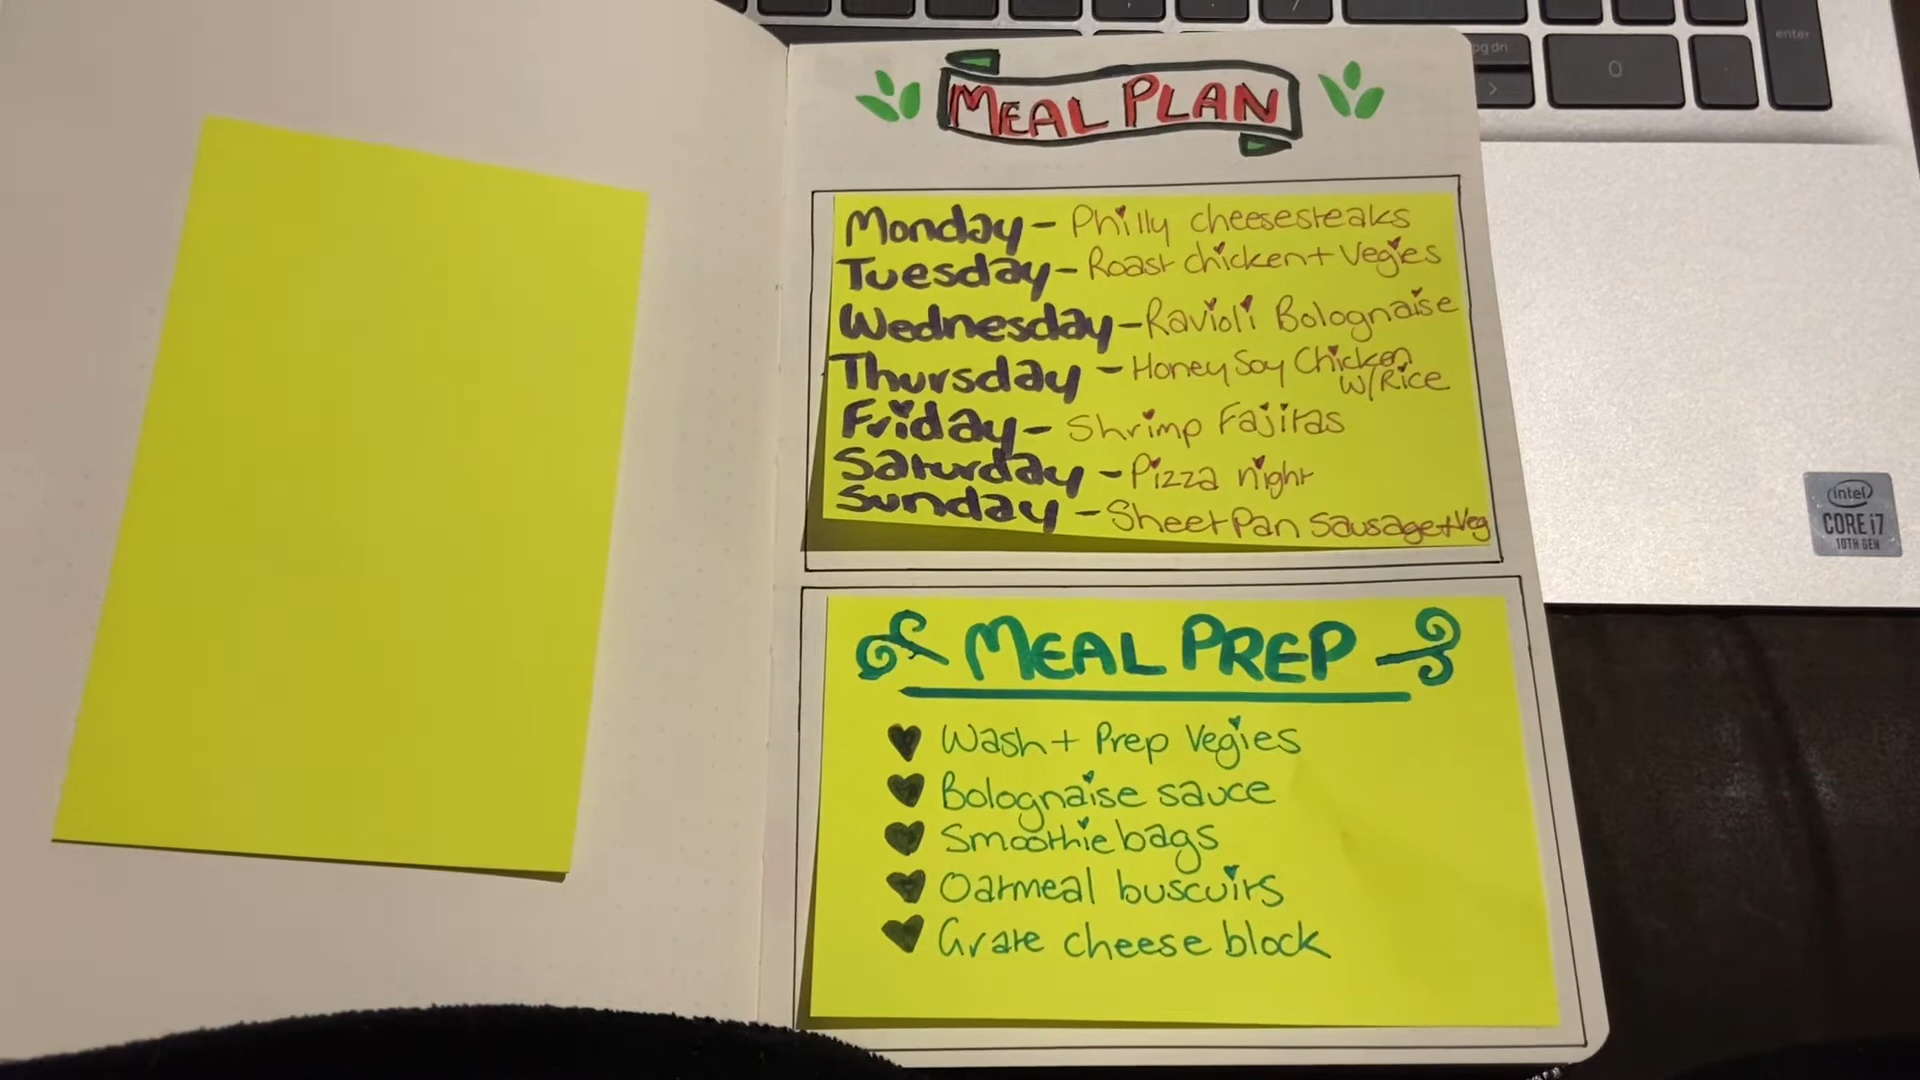 enter
pg dn
MEAL PLAN
Monday - Philly cheesesteaks
Tuesday - Roast chicken + Vegies
Wednesday - Ravioli Bolognaise
Thursday - Honey Soy Chicken
w/Rice
Friday - Shrimp Fajitas
Saturday - Pizza night
Sunday - Sheet Pan Sausage + Veg
intel
CORE i7
10TH GEN
MEAL PREP
Wash + Prep Vegies
Bolognaise sauce
Smoothie bags
Oatmeal buscuits
Grate cheese block